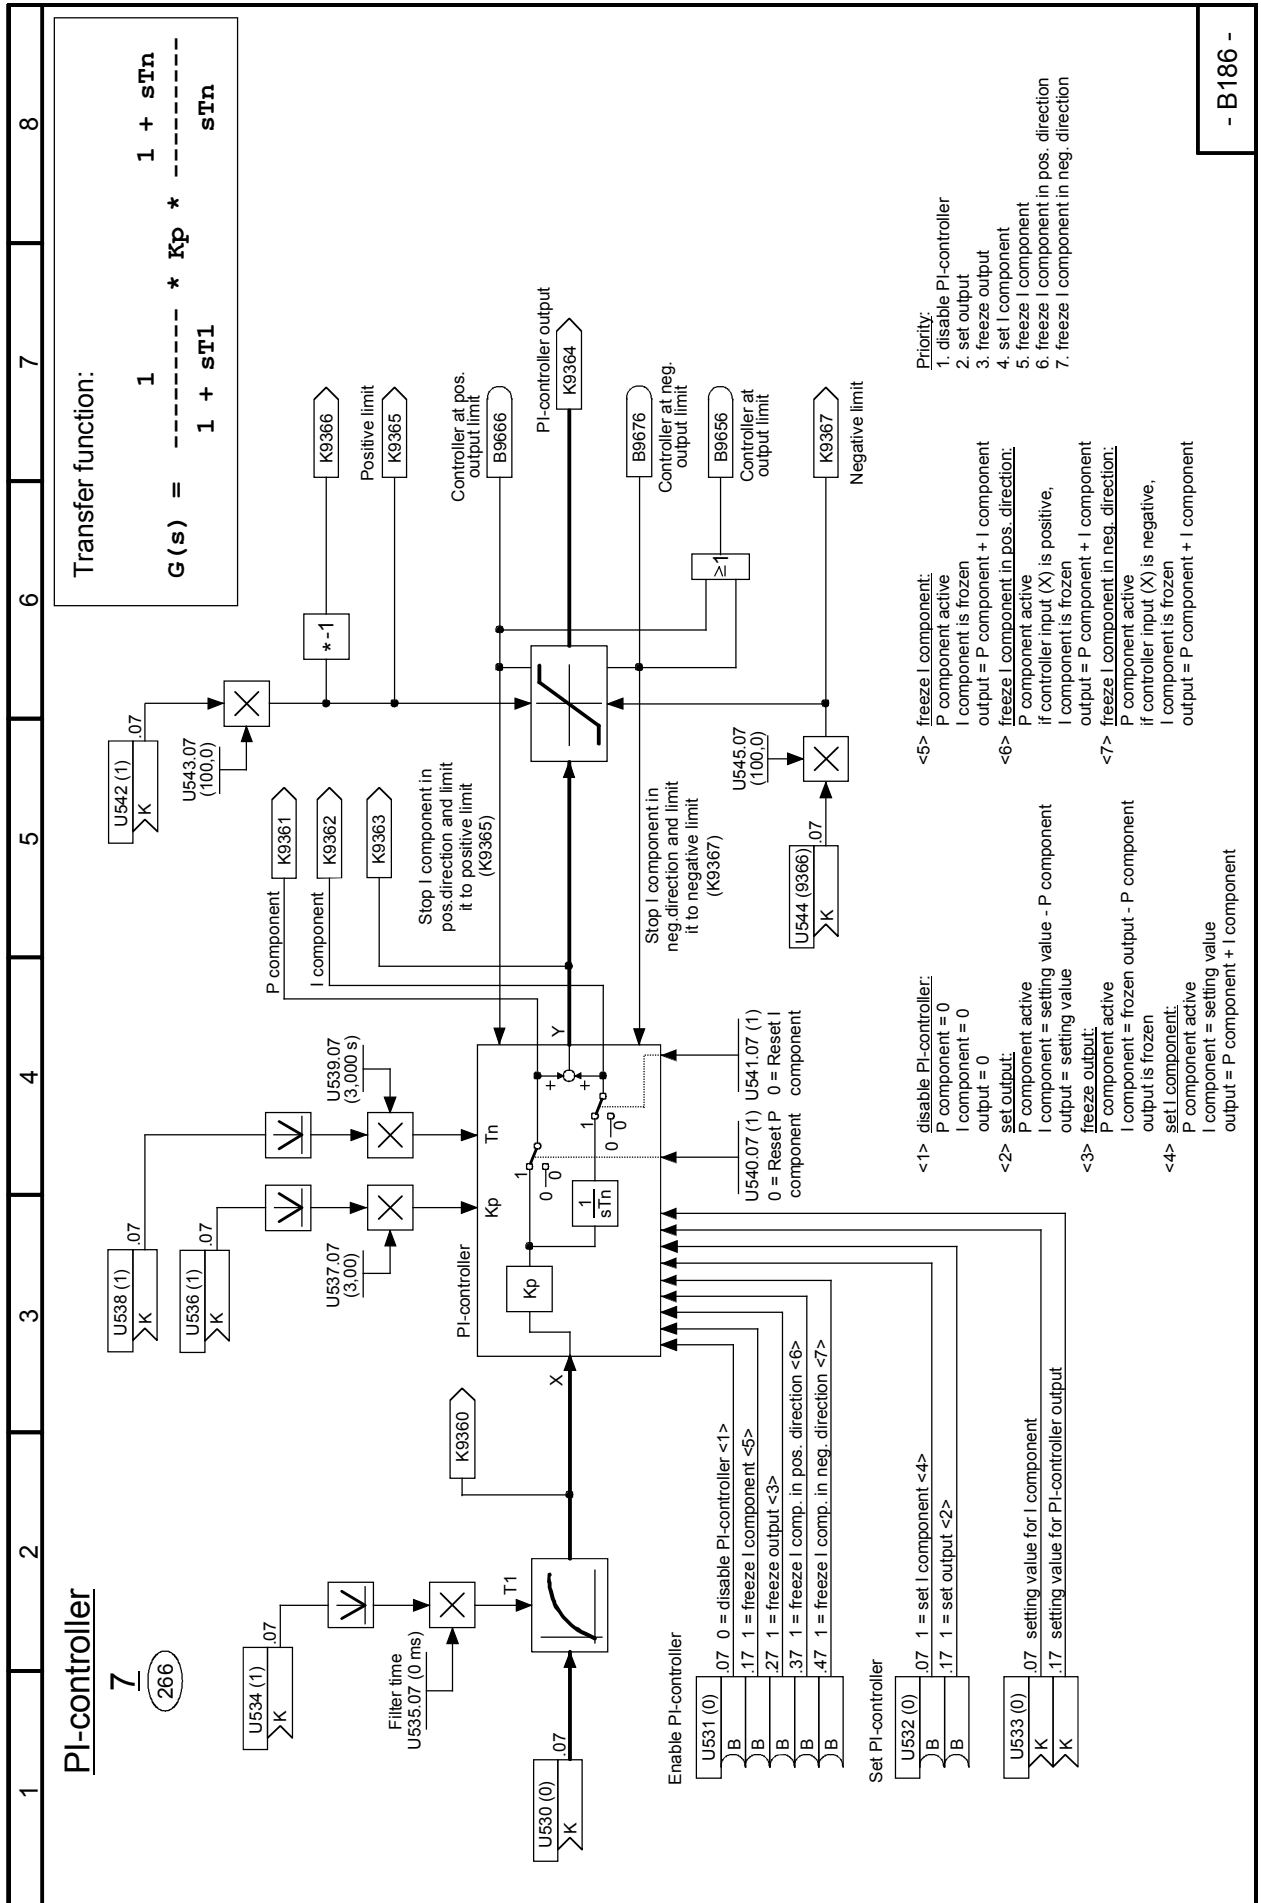 1 2 3 4 5 6 7 8
PI-controller
7
266
Transfer function:
1 1 + sTn
G(s) = -------- * Kp * ----------
1 + sT1 sTn
U534 (1)
K
.07
Filter time
U535.07 (0 ms)
T1
U530 (0)
K
.07
K9360
X
U538 (1)
K
.07
U536 (1)
K
.07
U537.07
(3,00)
U539.07
(3,000 s)
PI-controller
Kp
Tn
Kp
1
sTn
1
0
0
1
0
0
+
+
Y
P component
K9361
I component
K9362
K9363
U542 (1)
K
.07
U543.07
(100,0)
*-1
K9366
Positive limit
K9365
Stop I component in
pos.direction and limit
it to positive limit
(K9365)
Controller at pos.
output limit
B9666
PI-controller output
K9364
Stop I component in
neg.direction and limit
it to negative limit
(K9367)
B9676
Controller at neg.
output limit
≥1
B9656
Controller at
output limit
U545.07
(100,0)
U544 (9366)
K
.07
K9367
Negative limit
U540.07 (1)
0 = Reset P
component
U541.07 (1)
0 = Reset I
component
Enable PI-controller
U531 (0)
B .07 0 = disable PI-controller <1>
B .17 1 = freeze I component <5>
B .27 1 = freeze output <3>
B .37 1 = freeze I comp. in pos. direction <6>
B .47 1 = freeze I comp. in neg. direction <7>
Set PI-controller
U532 (0)
B .07 1 = set I component <4>
B .17 1 = set output <2>
U533 (0)
K .07 setting value for I component
K .17 setting value for PI-controller output
<1> disable PI-controller:
P component = 0
I component = 0
output = 0
<2> set output:
P component active
I component = setting value - P component
output = setting value
<3> freeze output:
P component active
I component = frozen output - P component
output is frozen
<4> set I component:
P component active
I component = setting value
output = P component + I component
<5> freeze I component:
P component active
I component is frozen
output = P component + I component
<6> freeze I component in pos. direction:
P component active
if controller input (X) is positive,
I component is frozen
output = P component + I component
<7> freeze I component in neg. direction:
P component active
if controller input (X) is negative,
I component is frozen
output = P component + I component
Priority:
1. disable PI-controller
2. set output
3. freeze output
4. set I component
5. freeze I component
6. freeze I component in pos. direction
7. freeze I component in neg. direction
- B186 -